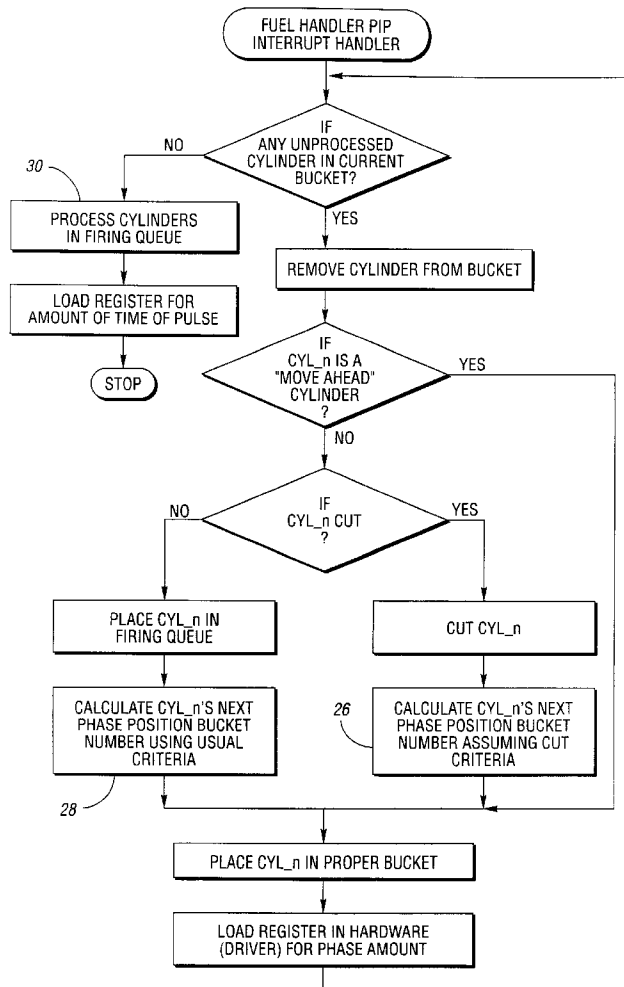 FUEL HANDLER PIP
INTERRUPT HANDLER
IF
ANY UNPROCESSED
CYLINDER IN CURRENT
BUCKET?
NO
YES
30
PROCESS CYLINDERS
IN FIRING QUEUE
REMOVE CYLINDER FROM BUCKET
LOAD REGISTER FOR
AMOUNT OF TIME OF PULSE
STOP
IF
CYL_n IS A
"MOVE AHEAD"
CYLINDER
?
YES
NO
IF
CYL_n CUT
?
NO
YES
PLACE CYL_n IN
FIRING QUEUE
CUT CYL_n
CALCULATE CYL_n'S NEXT
PHASE POSITION BUCKET
NUMBER USING USUAL
CRITERIA
28
26
CALCULATE CYL_n'S NEXT
PHASE POSITION BUCKET
NUMBER ASSUMING CUT
CRITERIA
PLACE CYL_n IN PROPER BUCKET
LOAD REGISTER IN HARDWARE
(DRIVER) FOR PHASE AMOUNT